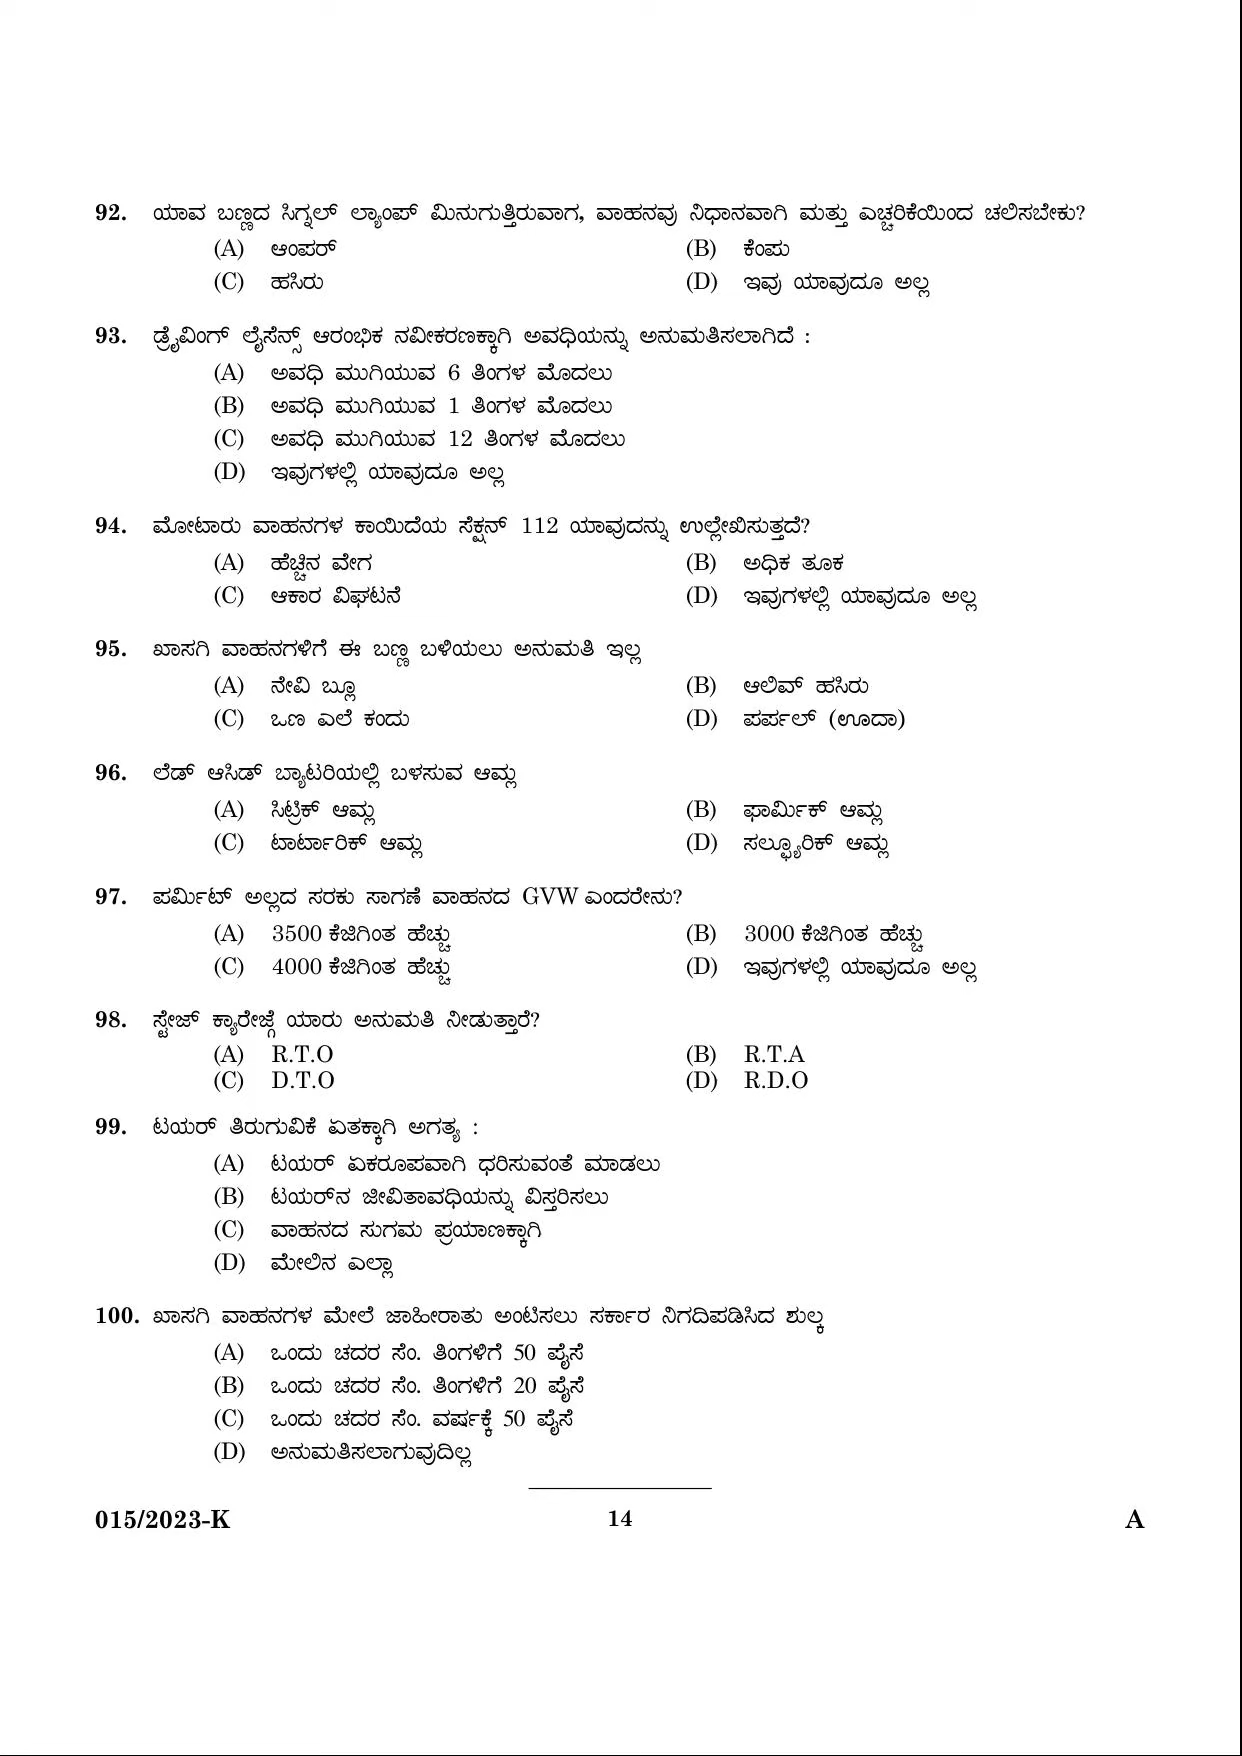 92. ಯಾವ ಬಣ್ಣದ ಸಿಗ್ನಲ್ ಲ್ಯಾಂಪ್ ಮಿನುಗುತ್ತಿರುವಾಗ, ವಾಹನವು ನಿಧಾನವಾಗಿ ಮತ್ತು ಎಚ್ಚರಿಕೆಯಿಂದ ಚಲಿಸಬೇಕು?
(A) ಆಂಪರ್ (B) ಕೆಂಪು
(C) ಹಸಿರು (D) ಇವು ಯಾವುದೂ ಅಲ್ಲ
93. ಡ್ರೈವಿಂಗ್ ಲೈಸೆನ್ಸ್ ಆರಂಭಿಕ ನವೀಕರಣಕ್ಕಾಗಿ ಅವಧಿಯನ್ನು ಅನುಮತಿಸಲಾಗಿದೆ :
(A) ಅವಧಿ ಮುಗಿಯುವ 6 ತಿಂಗಳ ಮೊದಲು
(B) ಅವಧಿ ಮುಗಿಯುವ 1 ತಿಂಗಳ ಮೊದಲು
(C) ಅವಧಿ ಮುಗಿಯುವ 12 ತಿಂಗಳ ಮೊದಲು
(D) ಇವುಗಳಲ್ಲಿ ಯಾವುದೂ ಅಲ್ಲ
94. ಮೋಟಾರು ವಾಹನಗಳ ಕಾಯಿದೆಯ ಸೆಕ್ಷನ್ 112 ಯಾವುದನ್ನು ಉಲ್ಲೇಖಿಸುತ್ತದೆ?
(A) ಹೆಚ್ಚಿನ ವೇಗ (B) ಅಧಿಕ ತೂಕ
(C) ಆಕಾರ ವಿಘಟನೆ (D) ಇವುಗಳಲ್ಲಿ ಯಾವುದೂ ಅಲ್ಲ
95. ಖಾಸಗಿ ವಾಹನಗಳಿಗೆ ಈ ಬಣ್ಣ ಬಳಿಯಲು ಅನುಮತಿ ಇಲ್ಲ
(A) ನೇವಿ ಬ್ಲೂ (B) ಆಲಿವ್ ಹಸಿರು
(C) ಒಣ ಎಲೆ ಕಂದು (D) ಪರ್ಪಲ್ (ಊದಾ)
96. ಲೆಡ್ ಆಸಿಡ್ ಬ್ಯಾಟರಿಯಲ್ಲಿ ಬಳಸುವ ಆಮ್ಲ
(A) ಸಿಟ್ರಿಕ್ ಆಮ್ಲ (B) ಫಾರ್ಮಿಕ್ ಆಮ್ಲ
(C) ಟಾರ್ಟಾರಿಕ್ ಆಮ್ಲ (D) ಸಲ್ಫ್ಯೂರಿಕ್ ಆಮ್ಲ
97. ಪರ್ಮಿಟ್ ಅಲ್ಲದ ಸರಕು ಸಾಗಣೆ ವಾಹನದ GVW ಎಂದರೇನು?
(A) 3500 ಕೆಜಿಗಿಂತ ಹೆಚ್ಚು (B) 3000 ಕೆಜಿಗಿಂತ ಹೆಚ್ಚು
(C) 4000 ಕೆಜಿಗಿಂತ ಹೆಚ್ಚು (D) ಇವುಗಳಲ್ಲಿ ಯಾವುದೂ ಅಲ್ಲ
98. ಸ್ಟೇಜ್ ಕ್ಯಾರೇಜ್ಗೆ ಯಾರು ಅನುಮತಿ ನೀಡುತ್ತಾರೆ?
(A) R.T.O (B) R.T.A
(C) D.T.O (D) R.D.O
99. ಟಯರ್ ತಿರುಗುವಿಕೆ ಏತಕ್ಕಾಗಿ ಅಗತ್ಯ :
(A) ಟಯರ್ ಏಕರೂಪವಾಗಿ ಧರಿಸುವಂತೆ ಮಾಡಲು
(B) ಟಯರ್‌ನ ಜೀವಿತಾವಧಿಯನ್ನು ವಿಸ್ತರಿಸಲು
(C) ವಾಹನದ ಸುಗಮ ಪ್ರಯಾಣಕ್ಕಾಗಿ
(D) ಮೇಲಿನ ಎಲ್ಲಾ
100. ಖಾಸಗಿ ವಾಹನಗಳ ಮೇಲೆ ಜಾಹೀರಾತು ಅಂಟಿಸಲು ಸರ್ಕಾರ ನಿಗದಿಪಡಿಸಿದ ಶುಲ್ಕ
(A) ಒಂದು ಚದರ ಸೆಂ. ತಿಂಗಳಿಗೆ 50 ಪೈಸೆ
(B) ಒಂದು ಚದರ ಸೆಂ. ತಿಂಗಳಿಗೆ 20 ಪೈಸೆ
(C) ಒಂದು ಚದರ ಸೆಂ. ವರ್ಷಕ್ಕೆ 50 ಪೈಸೆ
(D) ಅನುಮತಿಸಲಾಗುವುದಿಲ್ಲ
015/2023-K 14 A